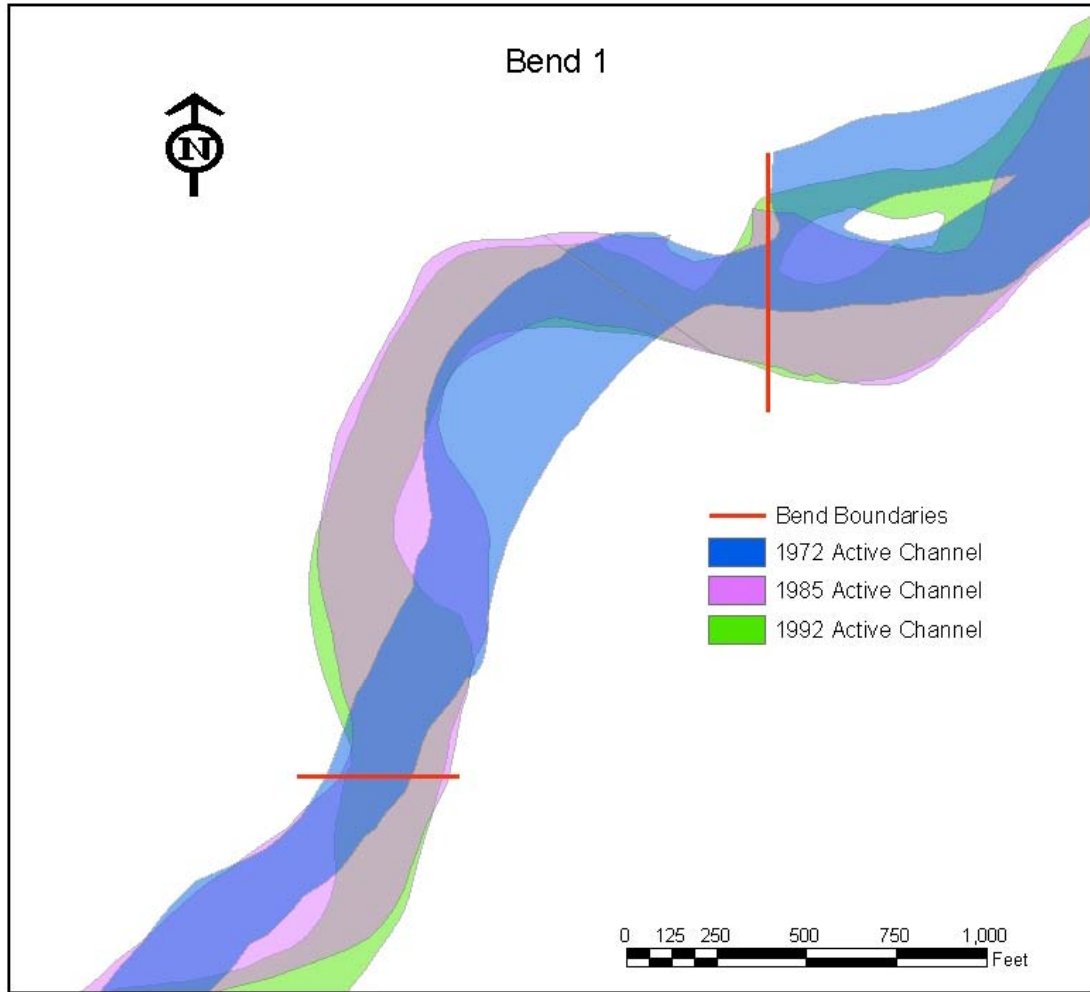 Bend 1
N
Bend Boundaries
1972 Active Channel
1985 Active Channel
1992 Active Channel
0 125 250 500 750 1,000
Feet